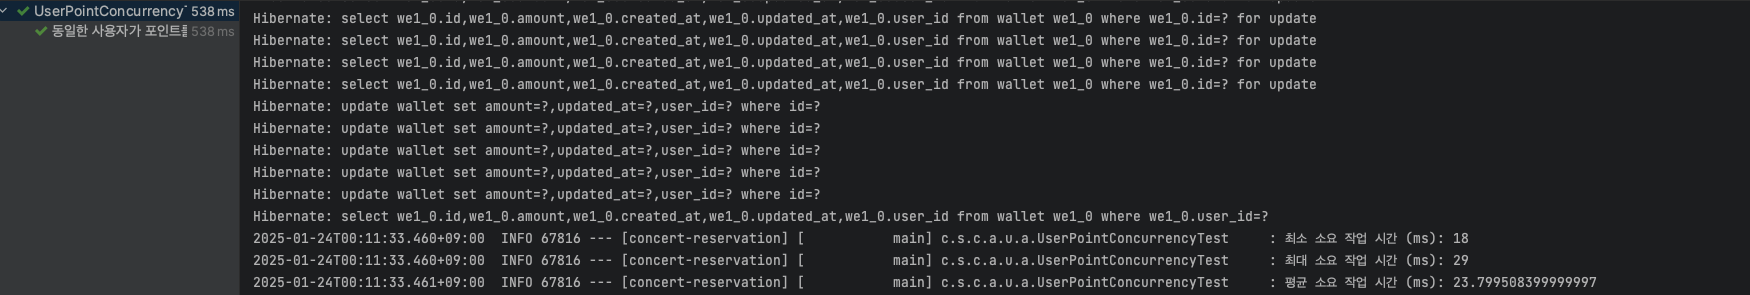 UserPointConcurrency 538 ms
동일한 사용자가 포인트를 538 ms
Hibernate: select we1_0.id,we1_0.amount,we1_0.created_at,we1_0.updated_at,we1_0.user_id from wallet we1_0 where we1_0.id=? for update
Hibernate: select we1_0.id,we1_0.amount,we1_0.created_at,we1_0.updated_at,we1_0.user_id from wallet we1_0 where we1_0.id=? for update
Hibernate: select we1_0.id,we1_0.amount,we1_0.created_at,we1_0.updated_at,we1_0.user_id from wallet we1_0 where we1_0.id=? for update
Hibernate: select we1_0.id,we1_0.amount,we1_0.created_at,we1_0.updated_at,we1_0.user_id from wallet we1_0 where we1_0.id=? for update
Hibernate: update wallet set amount=?,updated_at=?,user_id=? where id=?
Hibernate: update wallet set amount=?,updated_at=?,user_id=? where id=?
Hibernate: update wallet set amount=?,updated_at=?,user_id=? where id=?
Hibernate: update wallet set amount=?,updated_at=?,user_id=? where id=?
Hibernate: update wallet set amount=?,updated_at=?,user_id=? where id=?
Hibernate: select we1_0.id,we1_0.amount,we1_0.created_at,we1_0.updated_at,we1_0.user_id from wallet we1_0 where we1_0.user_id=?
2025-01-24T00:11:33.460+09:00  INFO 67816 --- [concert-reservation] [           main] c.s.c.a.u.a.UserPointConcurrencyTest     : 최소 소요 작업 시간 (ms): 18
2025-01-24T00:11:33.460+09:00  INFO 67816 --- [concert-reservation] [           main] c.s.c.a.u.a.UserPointConcurrencyTest     : 최대 소요 작업 시간 (ms): 29
2025-01-24T00:11:33.461+09:00  INFO 67816 --- [concert-reservation] [           main] c.s.c.a.u.a.UserPointConcurrencyTest     : 평균 소요 작업 시간 (ms): 23.799508399999997